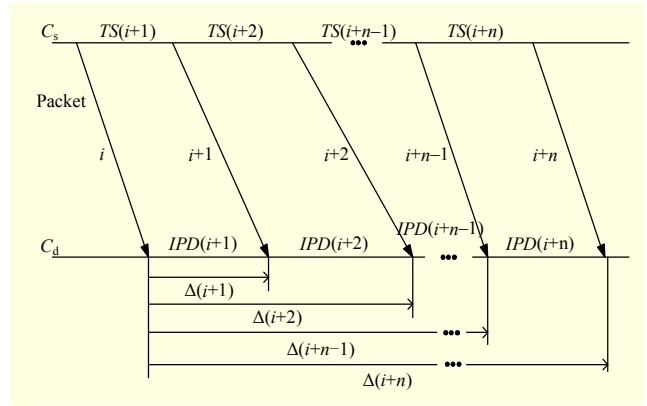 Cs TS(i+1) TS(i+2) TS(i+n–1) TS(i+n)
Packet
i i+1 i+2 i+n–1 i+n
IPD(i+n–1)
Cd IPD(i+1) IPD(i+2) IPD(i+n)
Δ(i+1)
Δ(i+2)
Δ(i+n−1)
Δ(i+n)